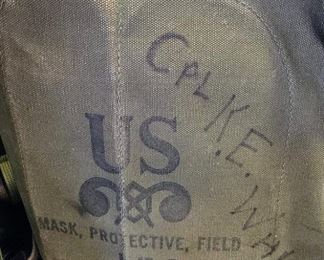 CPL K.E.
US
MASK, PROTECTIVE, FIELD